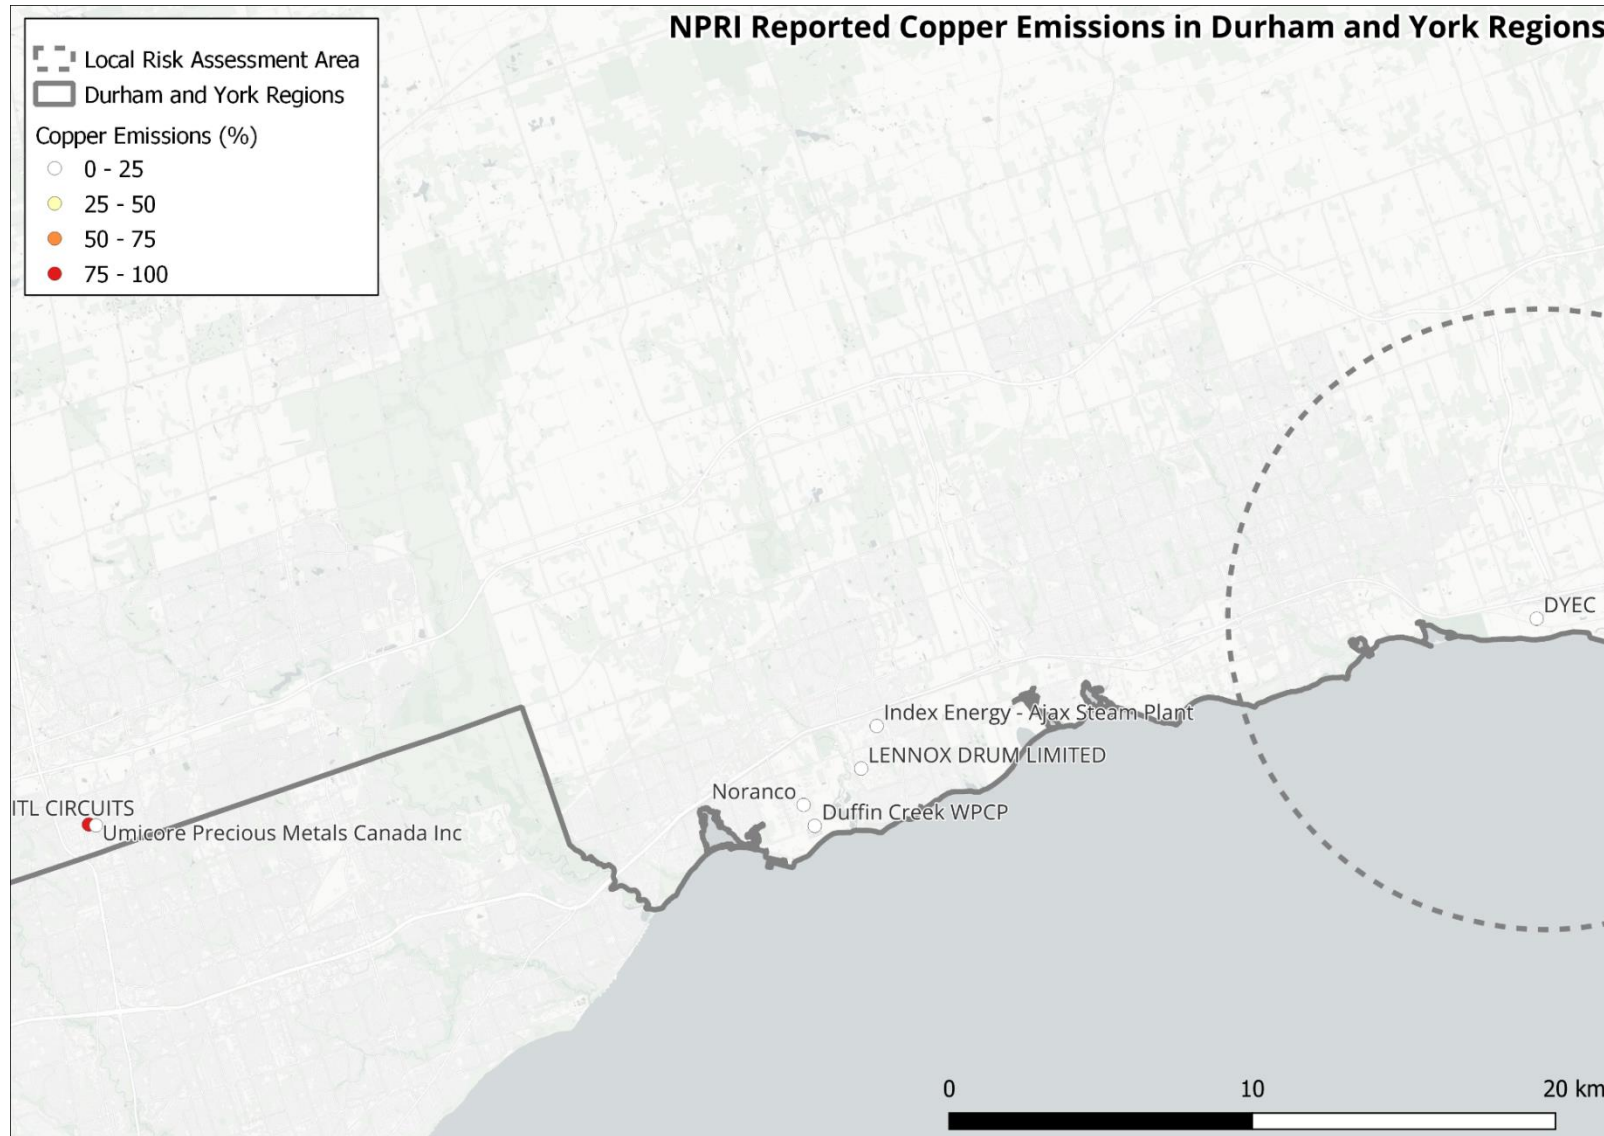 NPRI Reported Copper Emissions in Durham and York Regions
Local Risk Assessment Area
Durham and York Regions
Copper Emissions (%)
0 - 25
25 - 50
50 - 75
75 - 100
DYEC
Index Energy - Ajax Steam Plant
LENNOX DRUM LIMITED
Noranco
Duffin Creek WPCP
ITL CIRCUITS
Umicore Precious Metals Canada Inc
0 10 20 km